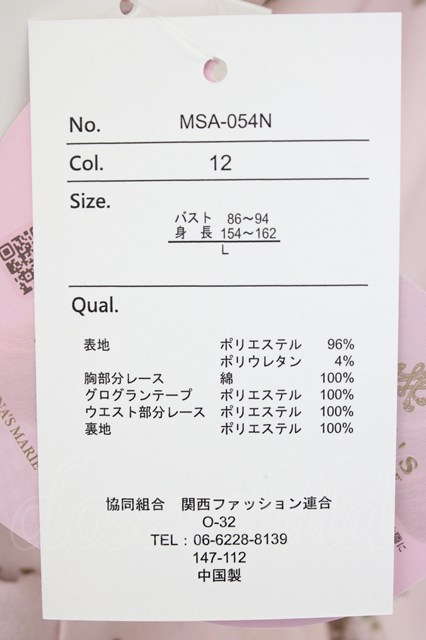 No. MSA-054N
Col. 12
Size.
バスト 86〜94
身 長 154〜162
L
Qual.
表地 ポリエステル 96%
ポリウレタン 4%
胸部分レース 綿 100%
グログランテープ ポリエステル 100%
ウエスト部分レース ポリエステル 100%
裏地 ポリエステル 100%
協同組合 関西ファッション連合
O-32
TEL：06-6228-8139
147-112
中国製